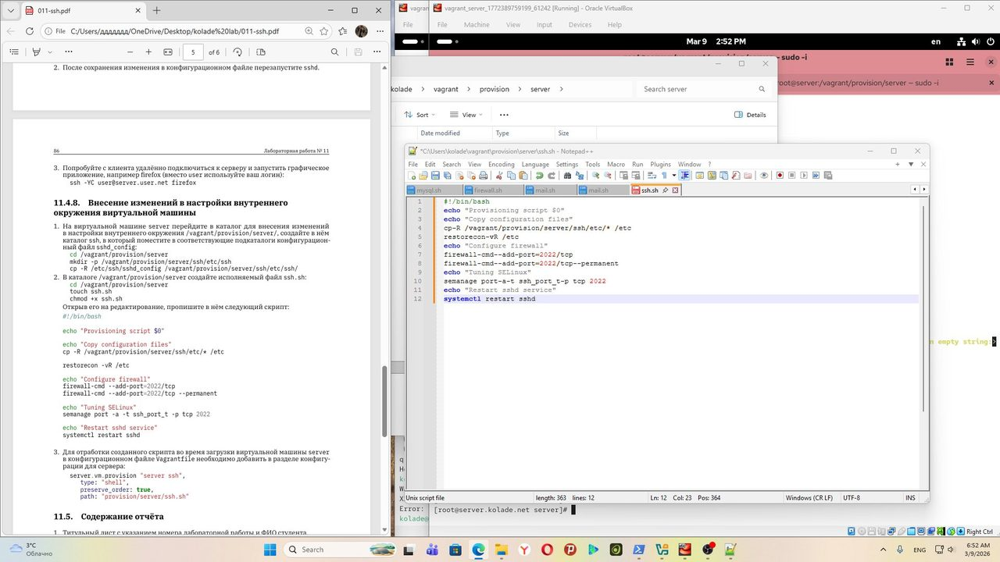 011-ssh.pdf
File C:/Users/ддддддд/OneDrive/Desktop/kolade%20lab/011-ssh.pdf
5 of 6
2. После сохранения изменения в конфигурационном файле перезапустите sshd.
86 Лабораторная работа № 11
3. Попробуйте с клиента удалённо подключиться к серверу и запустить графическое
приложение, например firefox (вместо user используйте ваш логин):
ssh -YC user@server.user.net firefox
11.4.8. Внесение изменений в настройки внутреннего
окружения виртуальной машины
1. На виртуальной машине server перейдите в каталог для внесения изменений
в настройки внутреннего окружения /vagrant/provision/server/, создайте в нём
каталог ssh, в который поместите в соответствующие подкаталоги конфигурацион-
ный файл sshd_config:
cd /vagrant/provision/server
mkdir -p /vagrant/provision/server/ssh/etc/ssh
cp -R /etc/ssh/sshd_config /vagrant/provision/server/ssh/etc/ssh/
2. В каталоге /vagrant/provision/server создайте исполняемый файл ssh.sh:
cd /vagrant/provision/server
touch ssh.sh
chmod +x ssh.sh
Открыв его на редактирование, пропишите в нём следующий скрипт:
#!/bin/bash
echo "Provisioning script $0"
echo "Copy configuration files"
cp -R /vagrant/provision/server/ssh/etc/* /etc
restorecon -vR /etc
echo "Configure firewall"
firewall-cmd --add-port=2022/tcp
firewall-cmd --add-port=2022/tcp --permanent
echo "Tuning SELinux"
semanage port -a -t ssh_port_t -p tcp 2022
echo "Restart sshd service"
systemctl restart sshd
3. Для отработки созданного скрипта во время загрузки виртуальной машины server
в конфигурационном файле Vagrantfile необходимо добавить в разделе конфигу-
рации для сервера:
server.vm.provision "server ssh",
type: "shell",
preserve_order: true,
path: "provision/server/ssh.sh"
11.5. Содержание отчёта
1. Титульный лист с указанием номера лабораторной работы и ФИО студента.
vagran
File
vagrant_server_1772389759199_61242 [Running] - Oracle VirtualBox
File Machine View Input Devices Help
Mar 9 2:52 PM
en
sudo -i
root@server:/vagrant/provision/server — sudo -i
kolade > vagrant > provision > server >
Search server
Sort View Details
Date modified Type Size
*C:\Users\kolade\vagrant\provision\server\ssh.sh - Notepad++
File Edit Search View Encoding Language Settings Tools Macro Run Plugins Window ?
mysql.sh firewall.sh mail.sh mail.sh ssh.sh
1 #!/bin/bash
2 echo "Provisioning script $0"
3 echo "Copy configuration files"
4 cp-R /vagrant/provision/server/ssh/etc/* /etc
5 restorecon-vR /etc
6 echo "Configure firewall"
7 firewall-cmd--add-port=2022/tcp
8 firewall-cmd--add-port=2022/tcp--permanent
9 echo "Tuning SELinux"
10 semanage port-a-t ssh_port_t-p tcp 2022
11 echo "Restart sshd service"
12 systemctl restart sshd
n empty string:
Unix script file length: 363 lines: 12 Ln: 12 Col: 23 Pos: 364 Windows (CR LF) UTF-8 INS
Error:
kolade@
[root@server.kolade.net server]#
Right Ctrl
3°C
Облачно
Search
ENG
6:52 AM
3/9/2026